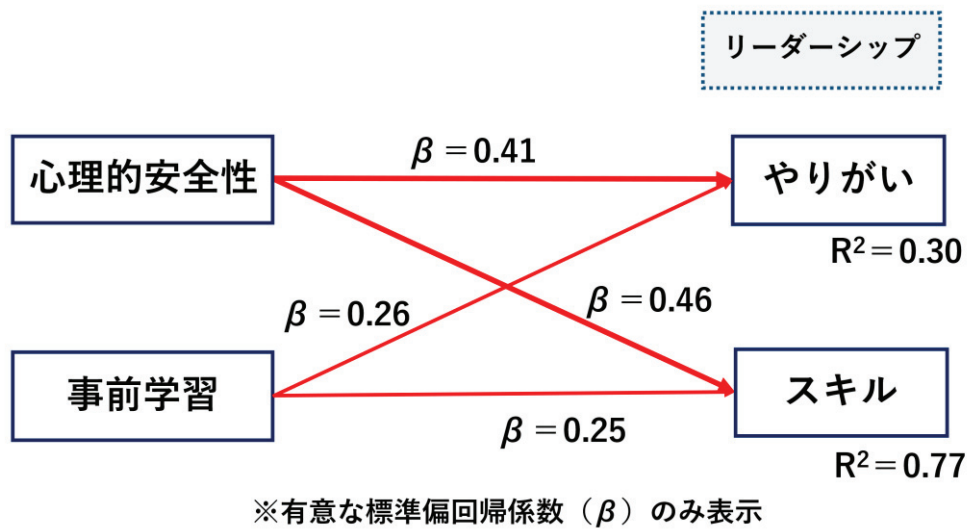 リーダーシップ
β＝0.41
心理的安全性
やりがい
R²＝0.30
β＝0.26
β＝0.46
事前学習
スキル
β＝0.25
R²＝0.77
※有意な標準偏回帰係数（β）のみ表示